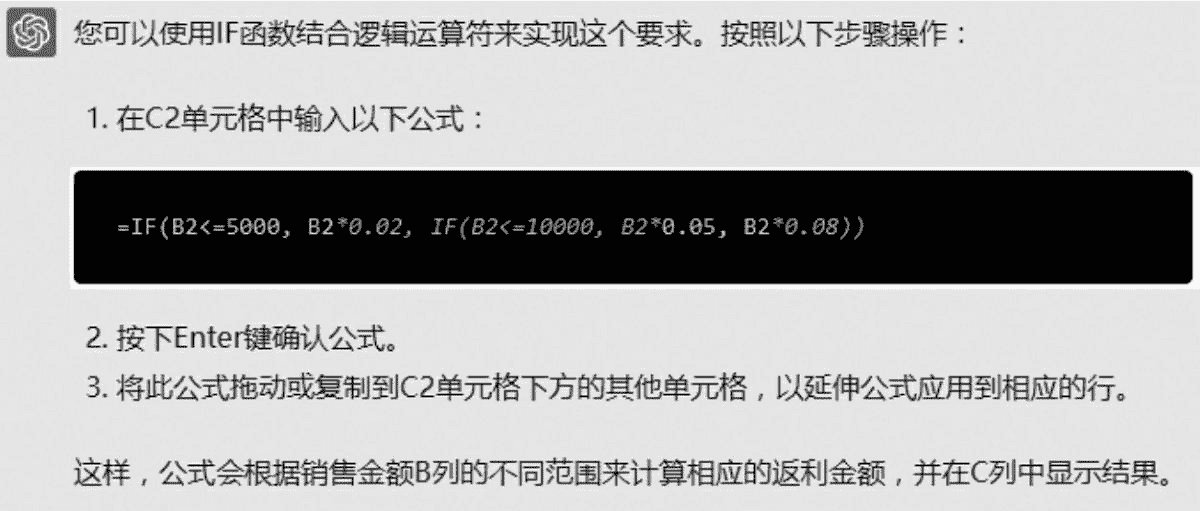 您可以使用IF函数结合逻辑运算符来实现这个要求。按照以下步骤操作：
1. 在C2单元格中输入以下公式：
=IF(B2<=5000, B2*0.02, IF(B2<=10000, B2*0.05, B2*0.08))
2. 按下Enter键确认公式。
3. 将此公式拖动或复制到C2单元格下方的其他单元格，以延伸公式应用到相应的行。
这样，公式会根据销售金额B列的不同范围来计算相应的返利金额，并在C列中显示结果。